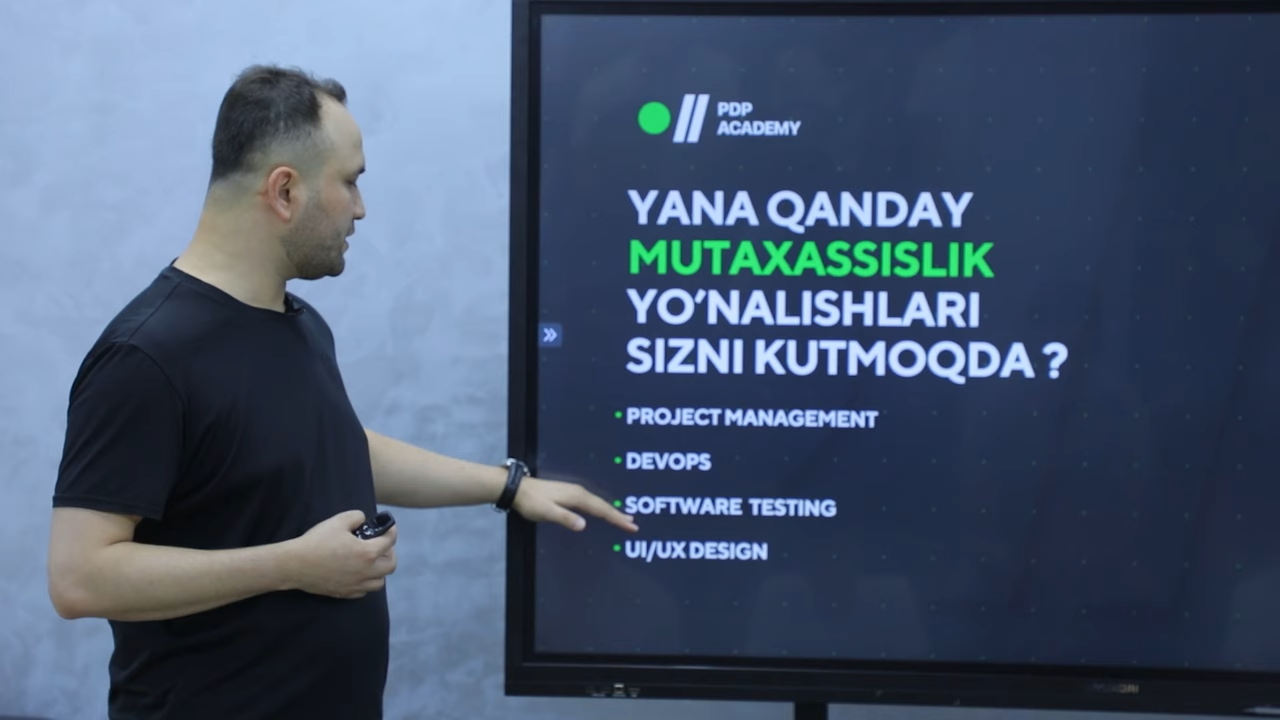 PDP
ACADEMY
YANA QANDAY
MUTAXASSISLIK
YO’NALISHLARI
SIZNI KUTMOQDA ?
• PROJECT MANAGEMENT
• DEVOPS
• SOFTWARE TESTING
• UI/UX DESIGN